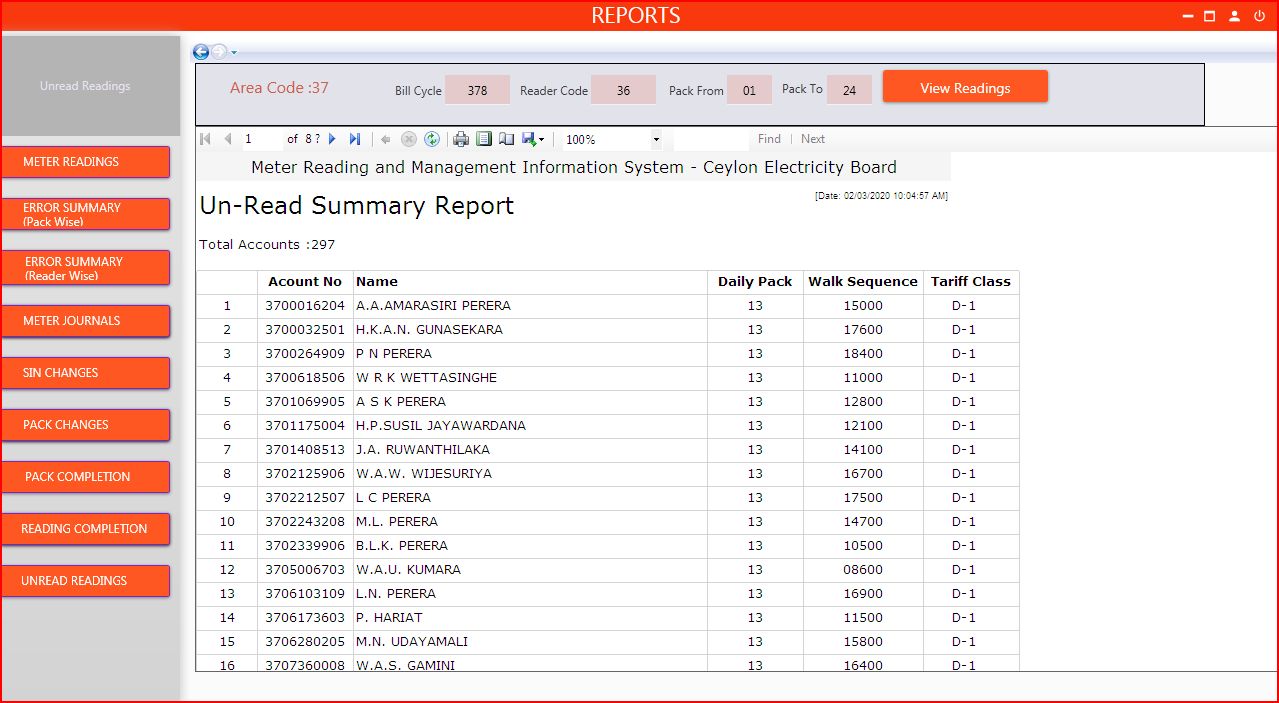 REPORTS
Unread Readings
METER READINGS
ERROR SUMMARY
(Pack Wise)
ERROR SUMMARY
(Reader Wise)
METER JOURNALS
SIN CHANGES
PACK CHANGES
PACK COMPLETION
READING COMPLETION
UNREAD READINGS
Area Code :37 Bill Cycle 378 Reader Code 36 Pack From 01 Pack To 24 View Readings
1 of 8 ? 100% Find | Next
Meter Reading and Management Information System - Ceylon Electricity Board
[Date: 02/03/2020 10:04:57 AM]
Un-Read Summary Report
Total Accounts :297
Acount No Name Daily Pack Walk Sequence Tariff Class
1 3700016204 A.A.AMARASIRI PERERA 13 15000 D-1
2 3700032501 H.K.A.N. GUNASEKARA 13 17600 D-1
3 3700264909 P N PERERA 13 18400 D-1
4 3700618506 W R K WETTASINGHE 13 11000 D-1
5 3701069905 A S K PERERA 13 12800 D-1
6 3701175004 H.P.SUSIL JAYAWARDANA 13 12100 D-1
7 3701408513 J.A. RUWANTHILAKA 13 14100 D-1
8 3702125906 W.A.W. WIJESURIYA 13 16700 D-1
9 3702212507 L C PERERA 13 17500 D-1
10 3702243208 M.L. PERERA 13 14700 D-1
11 3702339906 B.L.K. PERERA 13 10500 D-1
12 3705006703 W.A.U. KUMARA 13 08600 D-1
13 3706103109 L.N. PERERA 13 16900 D-1
14 3706173603 P. HARIAT 13 11500 D-1
15 3706280205 M.N. UDAYAMALI 13 15800 D-1
16 3707360008 W.A.S. GAMINI 13 16400 D-1